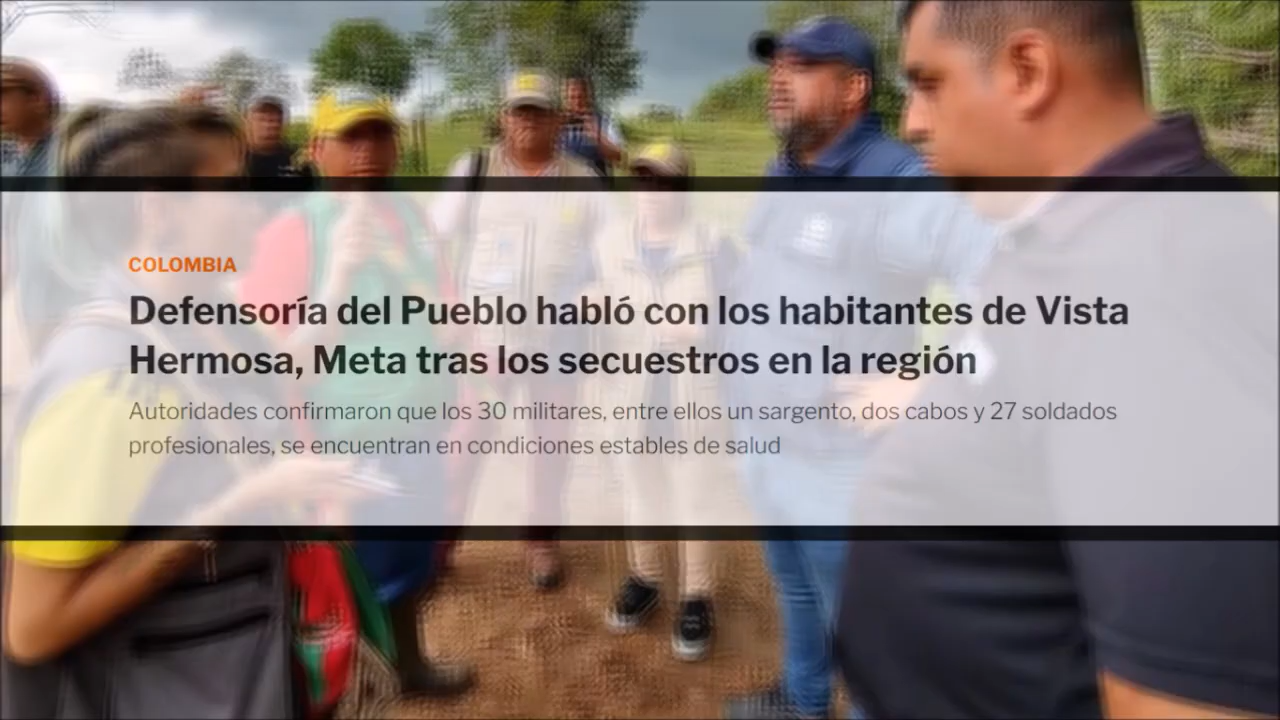 COLOMBIA
Defensoría del Pueblo habló con los habitantes de Vista
Hermosa, Meta tras los secuestros en la región
Autoridades confirmaron que los 30 militares, entre ellos un sargento, dos cabos y 27 soldados
profesionales, se encuentran en condiciones estables de salud